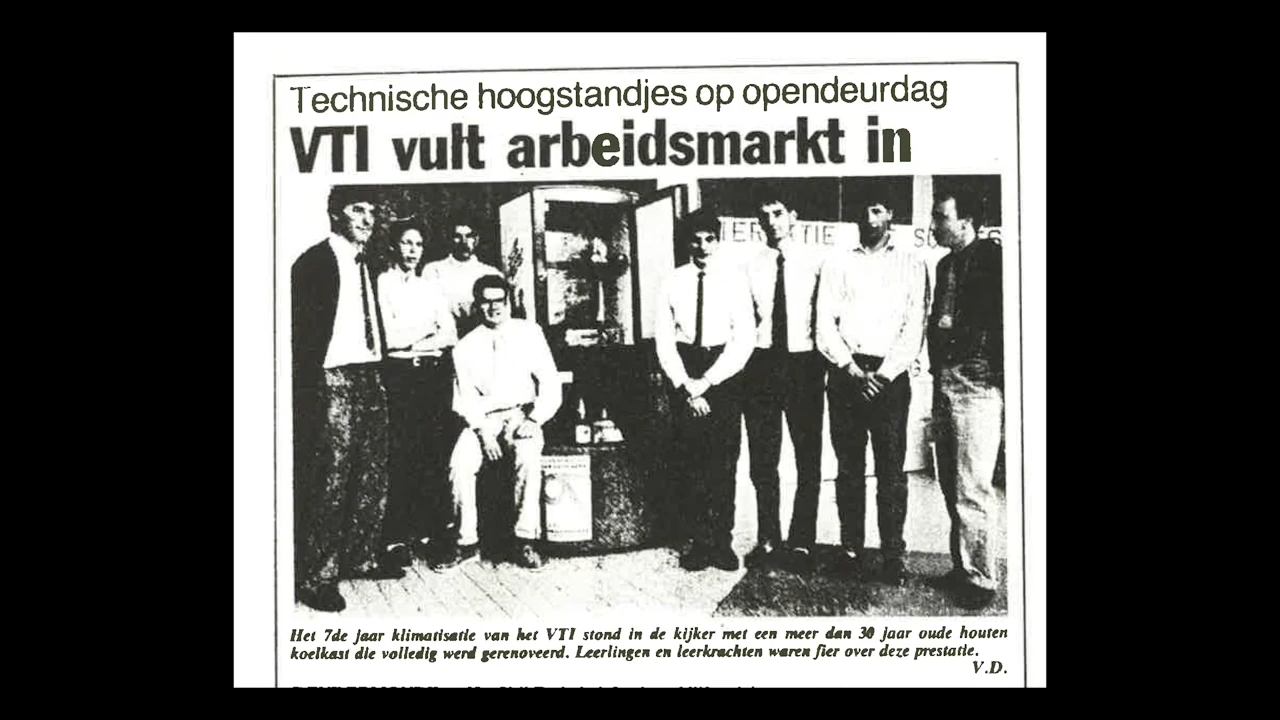 Technische hoogstandjes op opendeurdag
VTI vult arbeidsmarkt in
Het 7de jaar klimatisatie van het VTI stond in de kijker met een meer dan 30 jaar oude houten
koelkast die volledig werd gerenoveerd. Leerlingen en leerkrachten waren fier over deze prestatie.
V.D.